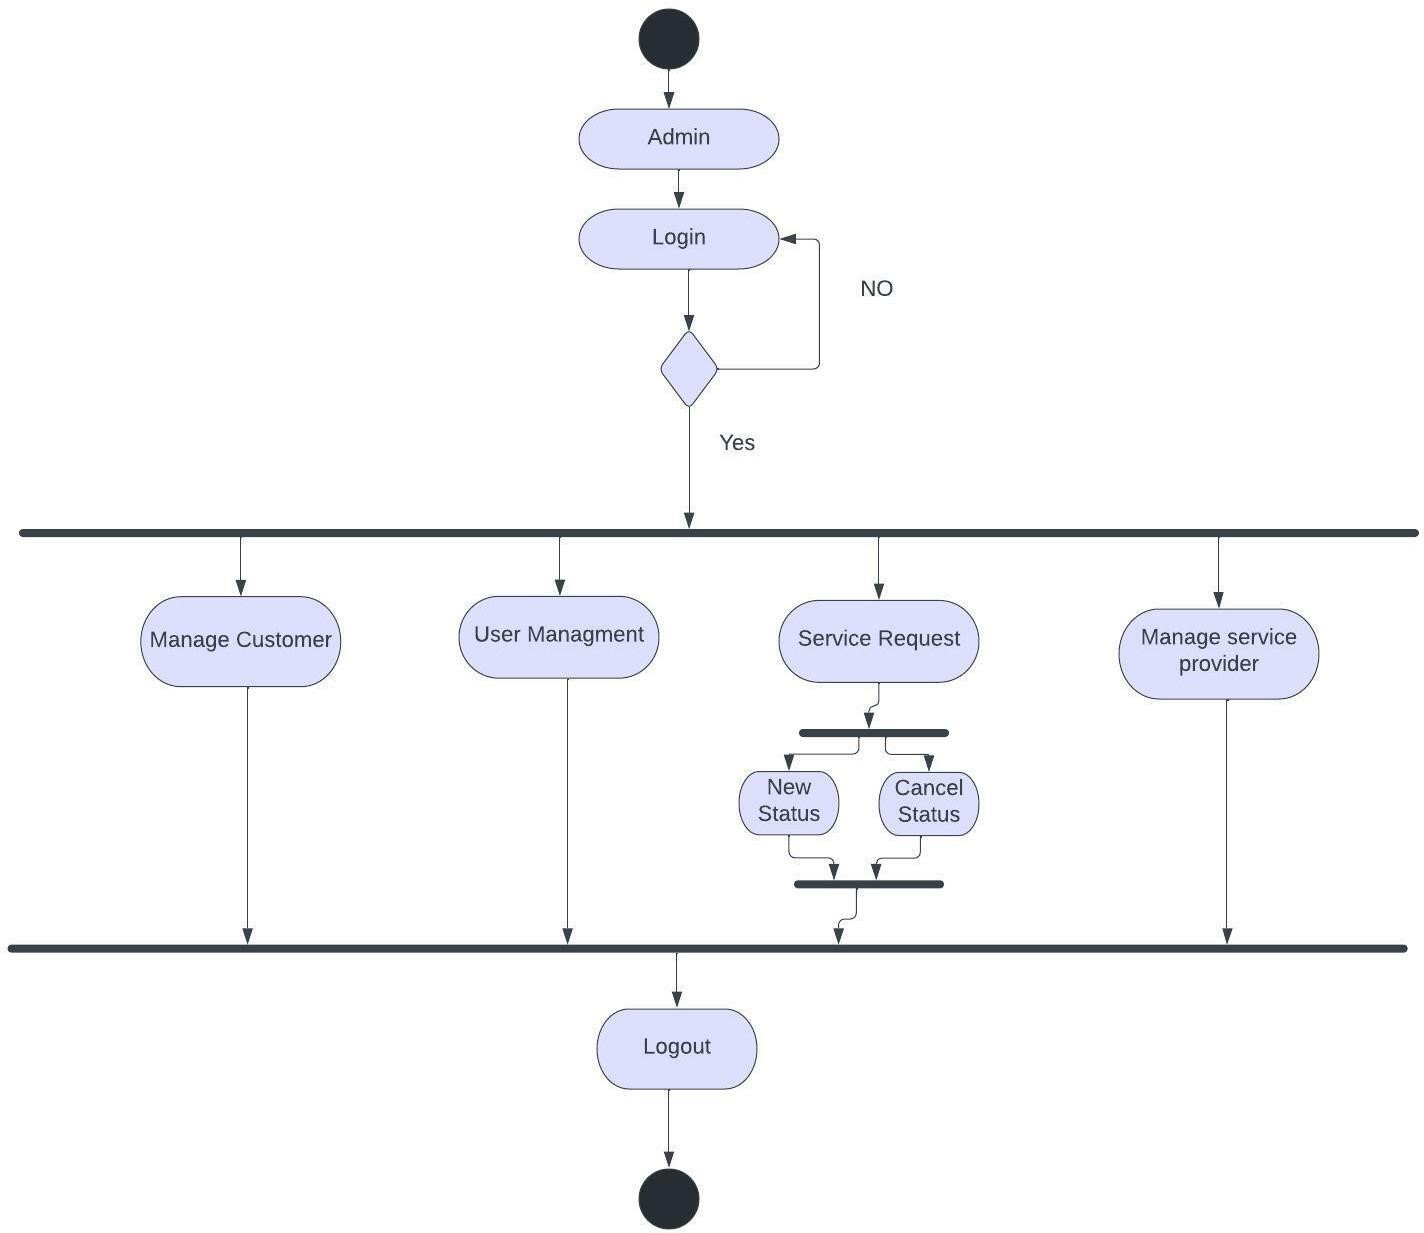 Admin
Login
NO
Yes
Manage Customer
User Managment
Service Request
Manage service
provider
New
Status
Cancel
Status
Logout